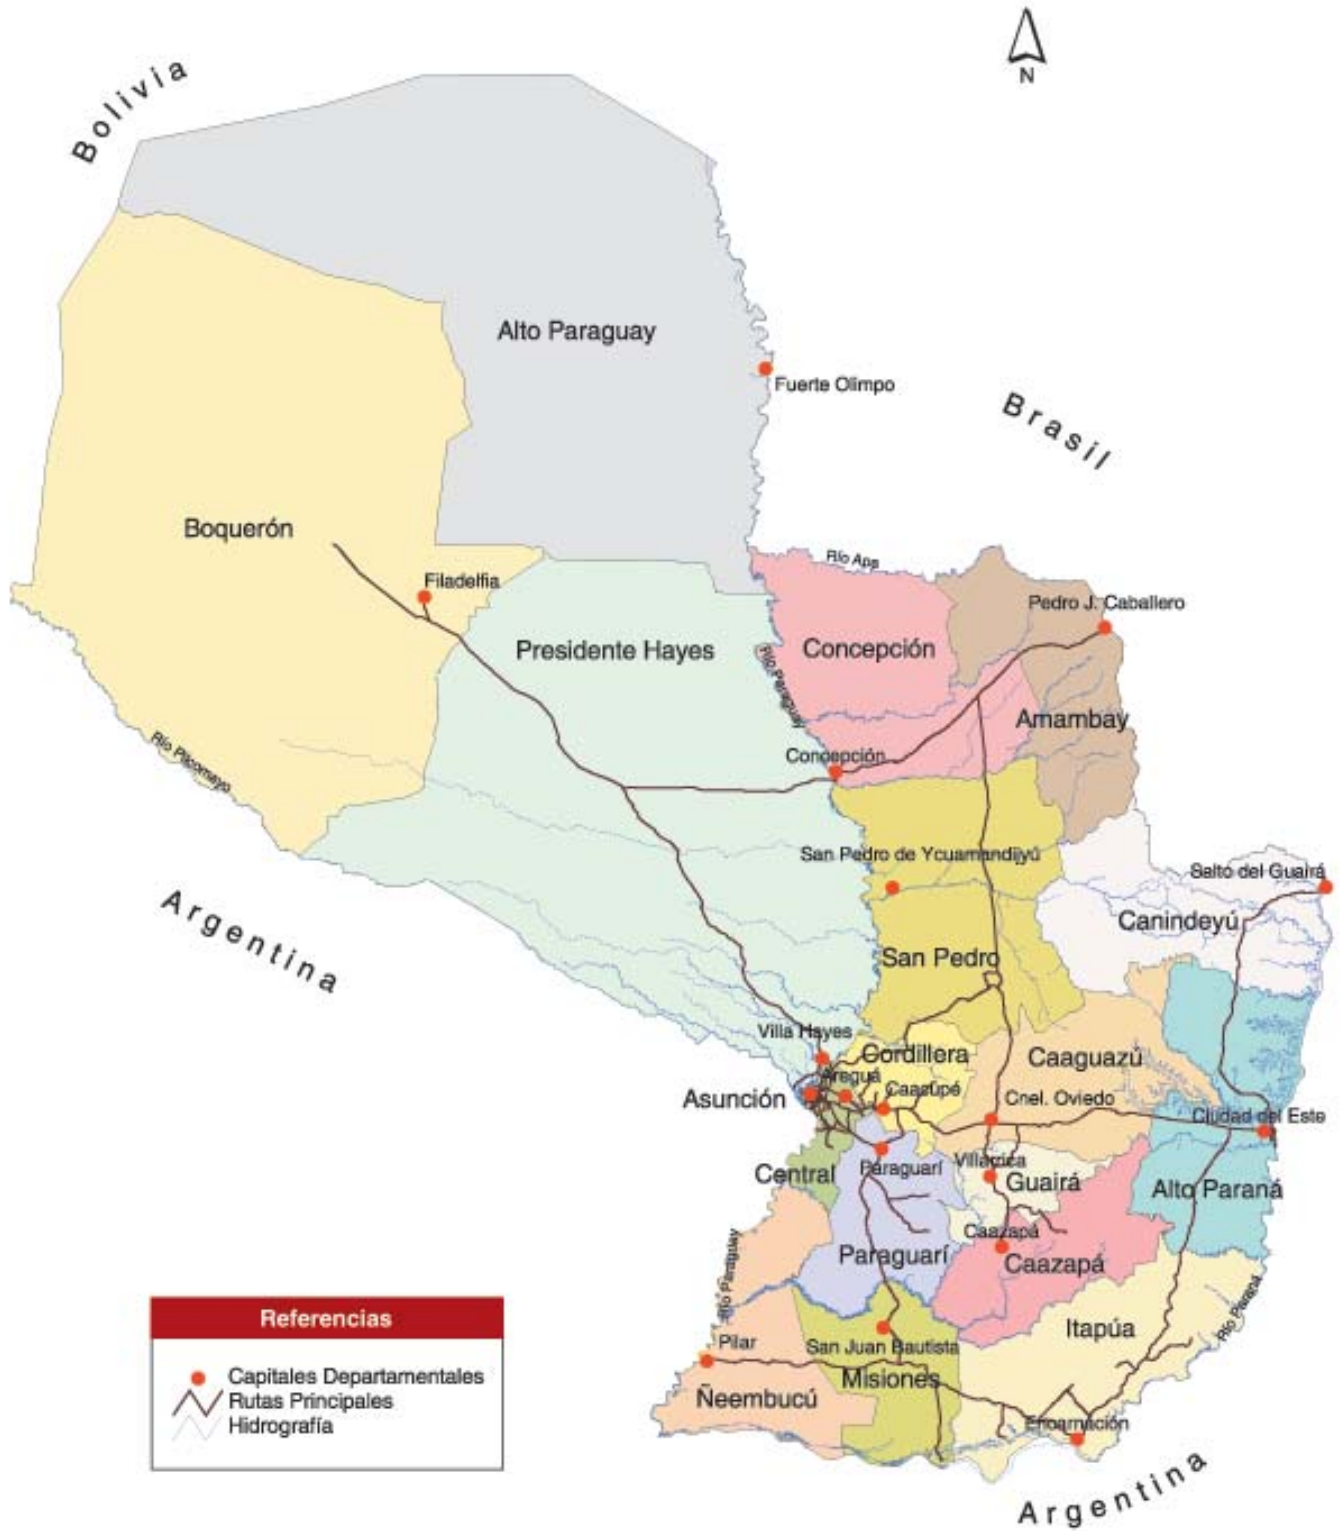 N
Bolivia
Alto Paraguay
Fuerte Olimpo
Brasil
Boquerón
Filadelfia
Río Apa
Pedro J. Caballero
Presidente Hayes
Concepción
Río Paraguay
Amambay
Río Pilcomayo
Concepción
San Pedro de Ycuamandijyú
Salto del Guairá
Argentina
Canindeyú
San Pedro
Villa Hayes
Cordillera
Caaguazú
Areguá
Caacupé
Asunción
Cnel. Oviedo
Ciudad del Este
Central
Paraguarí
Villarrica
Guairá
Alto Paraná
Caazapá
Río Paraguay
Paraguarí
Caazapá
Río Paraná
Itapúa
Pilar
San Juan Bautista
Misiones
Ñeembucú
Encarnación
Argentina
Referencias
Capitales Departamentales
Rutas Principales
Hidrografía